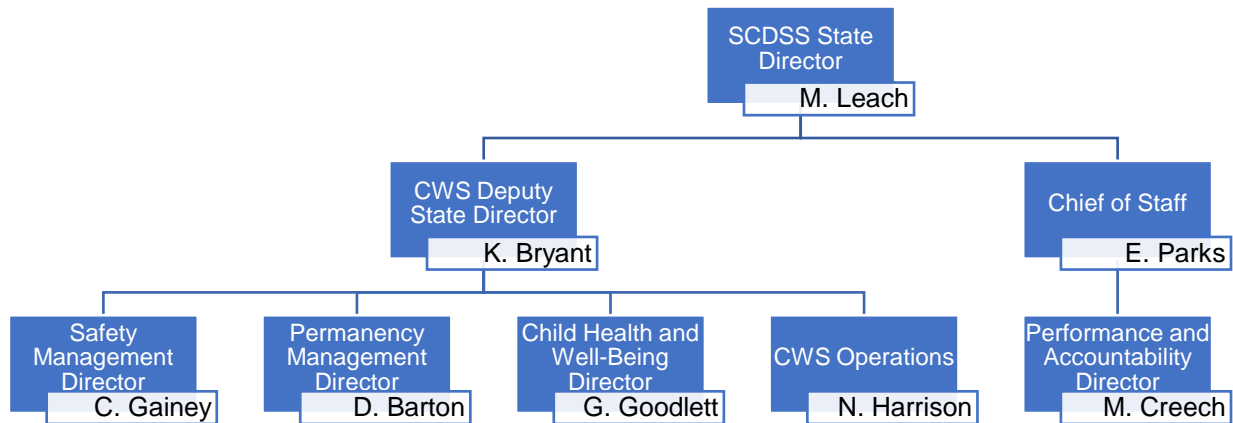 SCDSS State
Director
M. Leach
CWS Deputy
State Director
K. Bryant
Chief of Staff
E. Parks
Safety
Management
Director
C. Gainey
Permanency
Management
Director
D. Barton
Child Health and
Well-Being
Director
G. Goodlett
CWS Operations
N. Harrison
Performance and
Accountability
Director
M. Creech